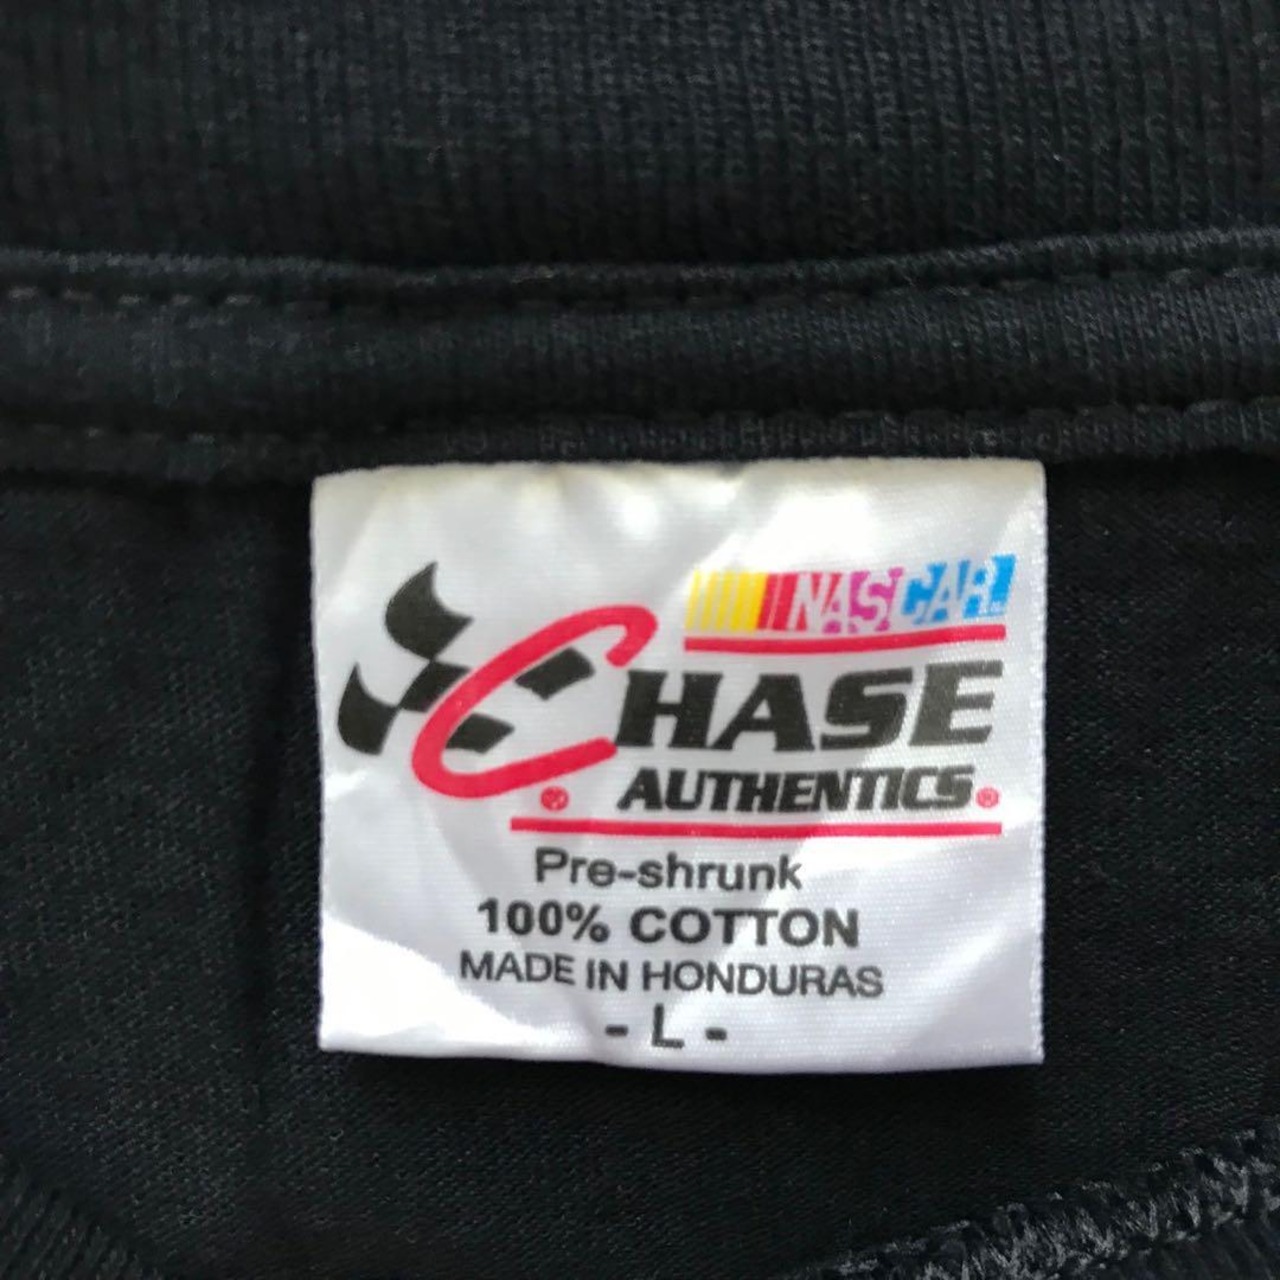 NASCAR
CHASE
AUTHENTICS®
Pre-shrunk
100% COTTON
MADE IN HONDURAS
- L -